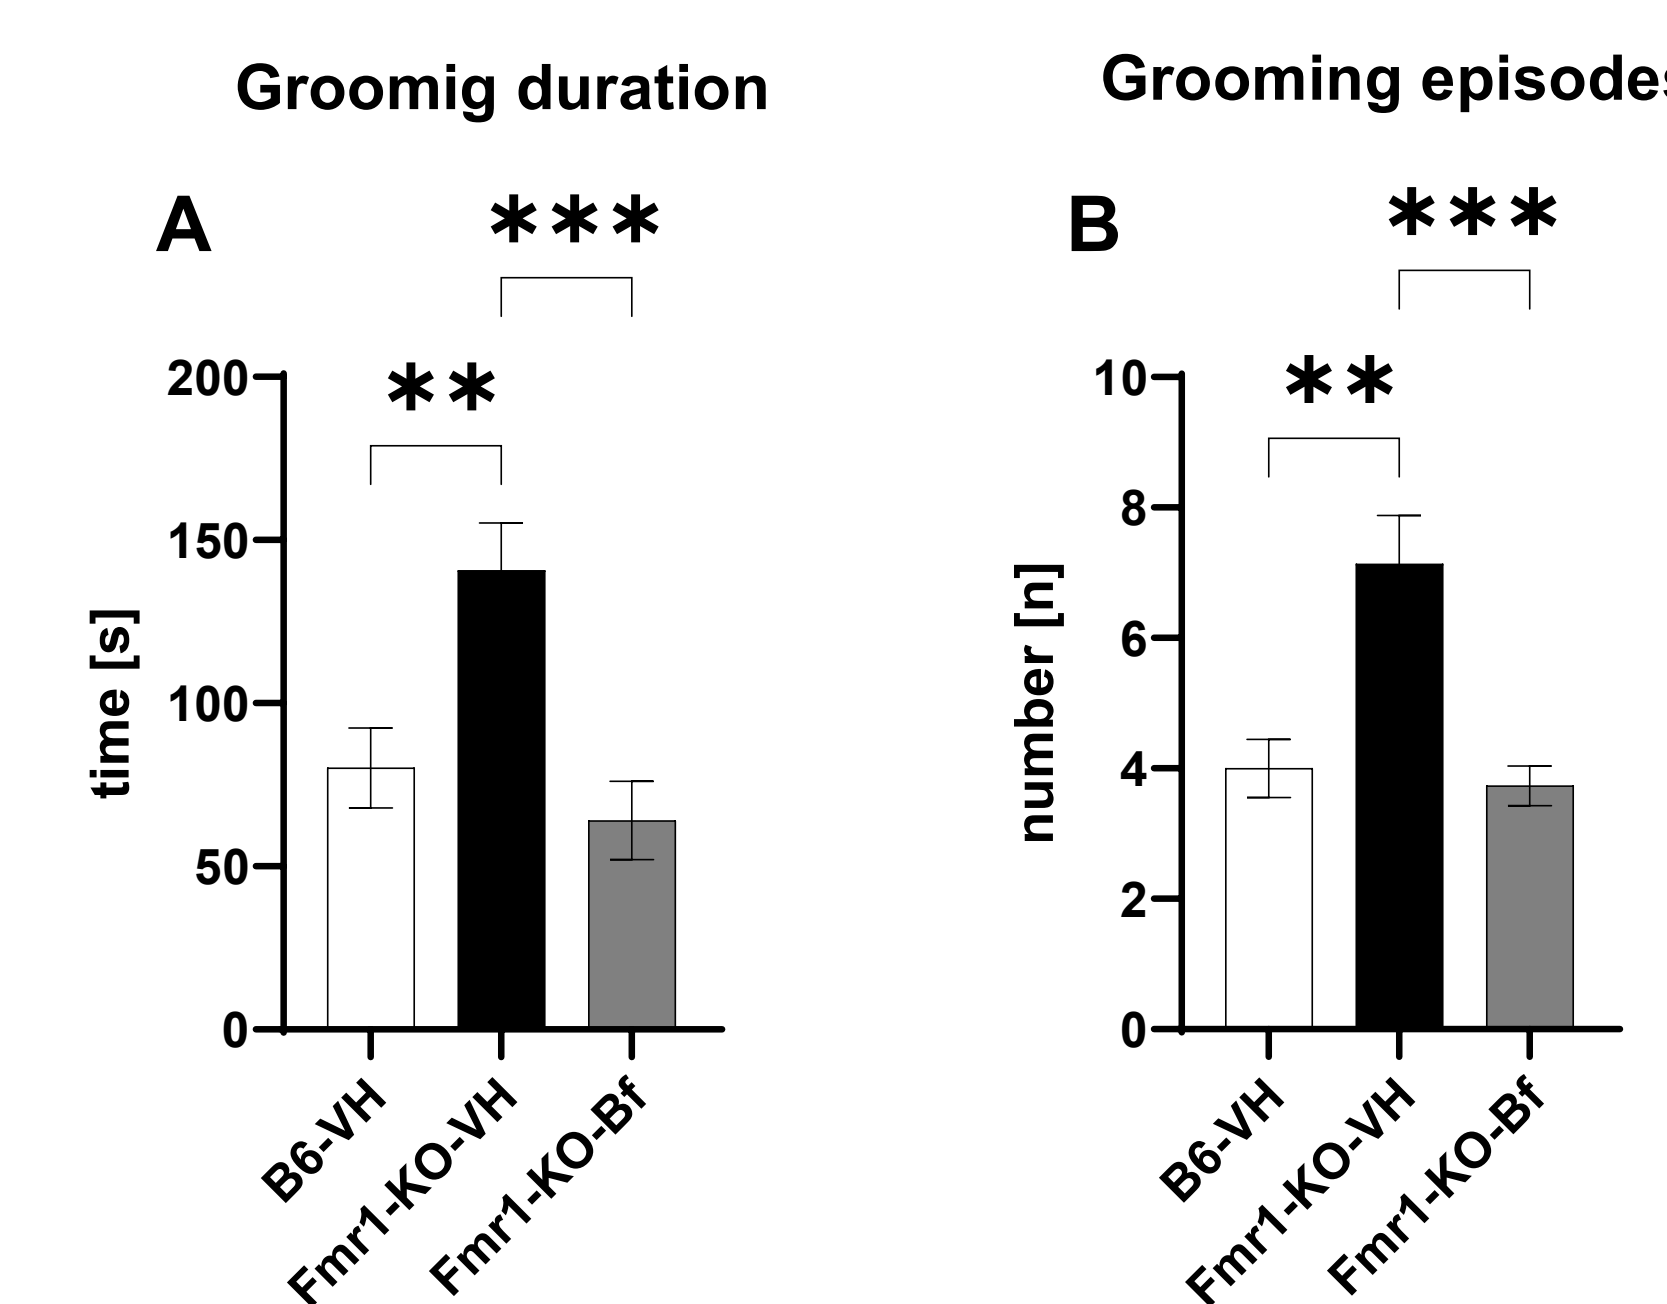 Groomig duration
A
***
**
200
150
100
50
0
time [s]
B6-VH
Fmr1-KO-VH
Fmr1-KO-Bf
Grooming episodes
B
***
**
10
8
6
4
2
0
number [n]
B6-VH
Fmr1-KO-VH
Fmr1-KO-Bf